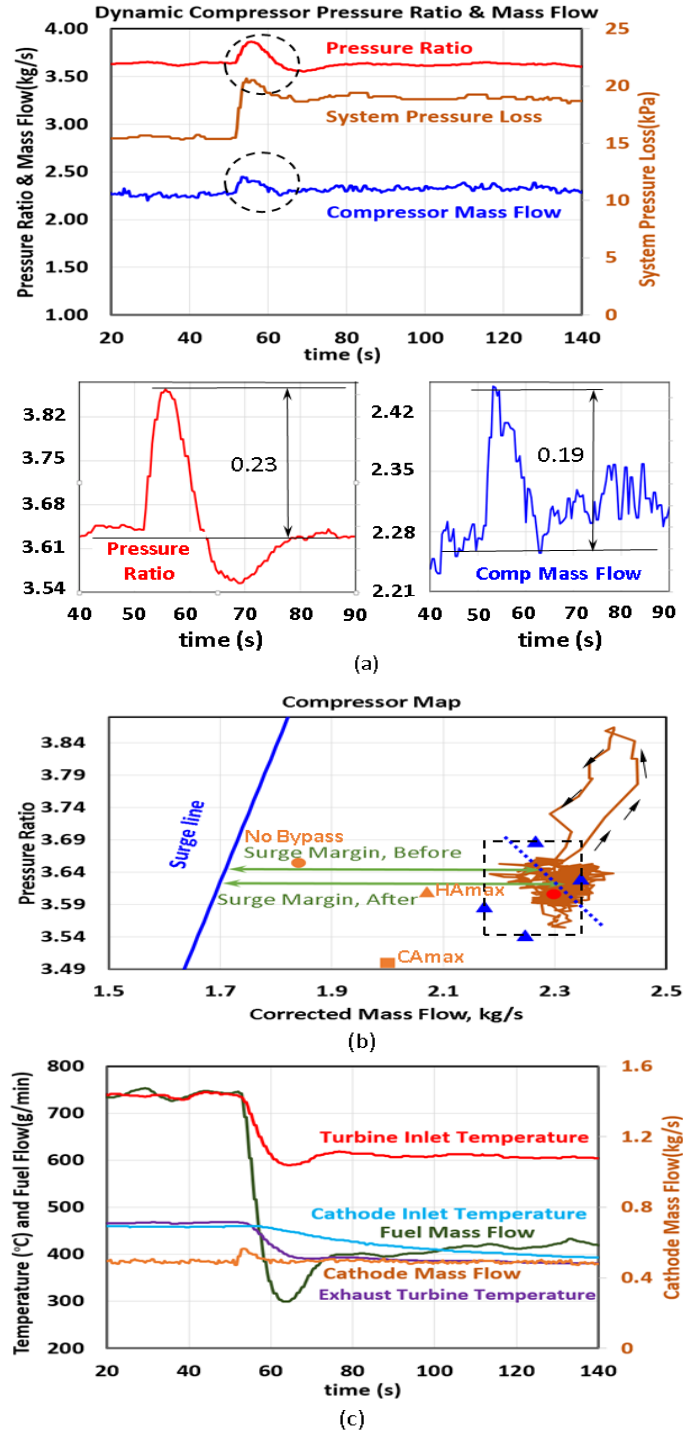 Dynamic Compressor Pressure Ratio & Mass Flow
4.00
3.50
3.00
2.50
2.00
1.50
1.00
Pressure Ratio & Mass Flow(kg/s)
25
20
15
10
5
0
System Pressure Loss(kPa)
Pressure Ratio
System Pressure Loss
Compressor Mass Flow
20 40 60 80 100 120 140
time (s)
3.82
3.75
3.68
3.61
3.54
0.23
Pressure
Ratio
40 50 60 70 80 90
time (s)
2.42
2.35
2.28
2.21
0.19
Comp Mass Flow
40 50 60 70 80 90
time (s)
(a)
Compressor Map
3.84
3.79
3.74
3.69
3.64
3.59
3.54
3.49
Pressure Ratio
Surge line
No Bypass
Surge Margin, Before
HAmax
Surge Margin, After
CAmax
1.5 1.7 1.9 2.1 2.3 2.5
Corrected Mass Flow, kg/s
(b)
800
700
600
500
400
300
200
Temperature (°C) and Fuel Flow(g/min)
1.6
1.2
0.8
0.4
0
Cathode Mass Flow(kg/s)
Turbine Inlet Temperature
Cathode Inlet Temperature
Fuel Mass Flow
Cathode Mass Flow
Exhaust Turbine Temperature
20 40 60 80 100 120 140
time (s)
(c)